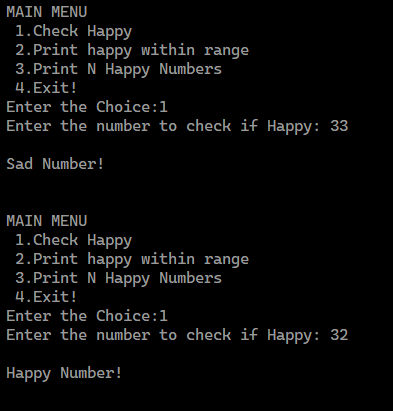 MAIN MENU
 1.Check Happy
 2.Print happy within range
 3.Print N Happy Numbers
 4.Exit!
Enter the Choice:1
Enter the number to check if Happy: 33

Sad Number!

MAIN MENU
 1.Check Happy
 2.Print happy within range
 3.Print N Happy Numbers
 4.Exit!
Enter the Choice:1
Enter the number to check if Happy: 32

Happy Number!